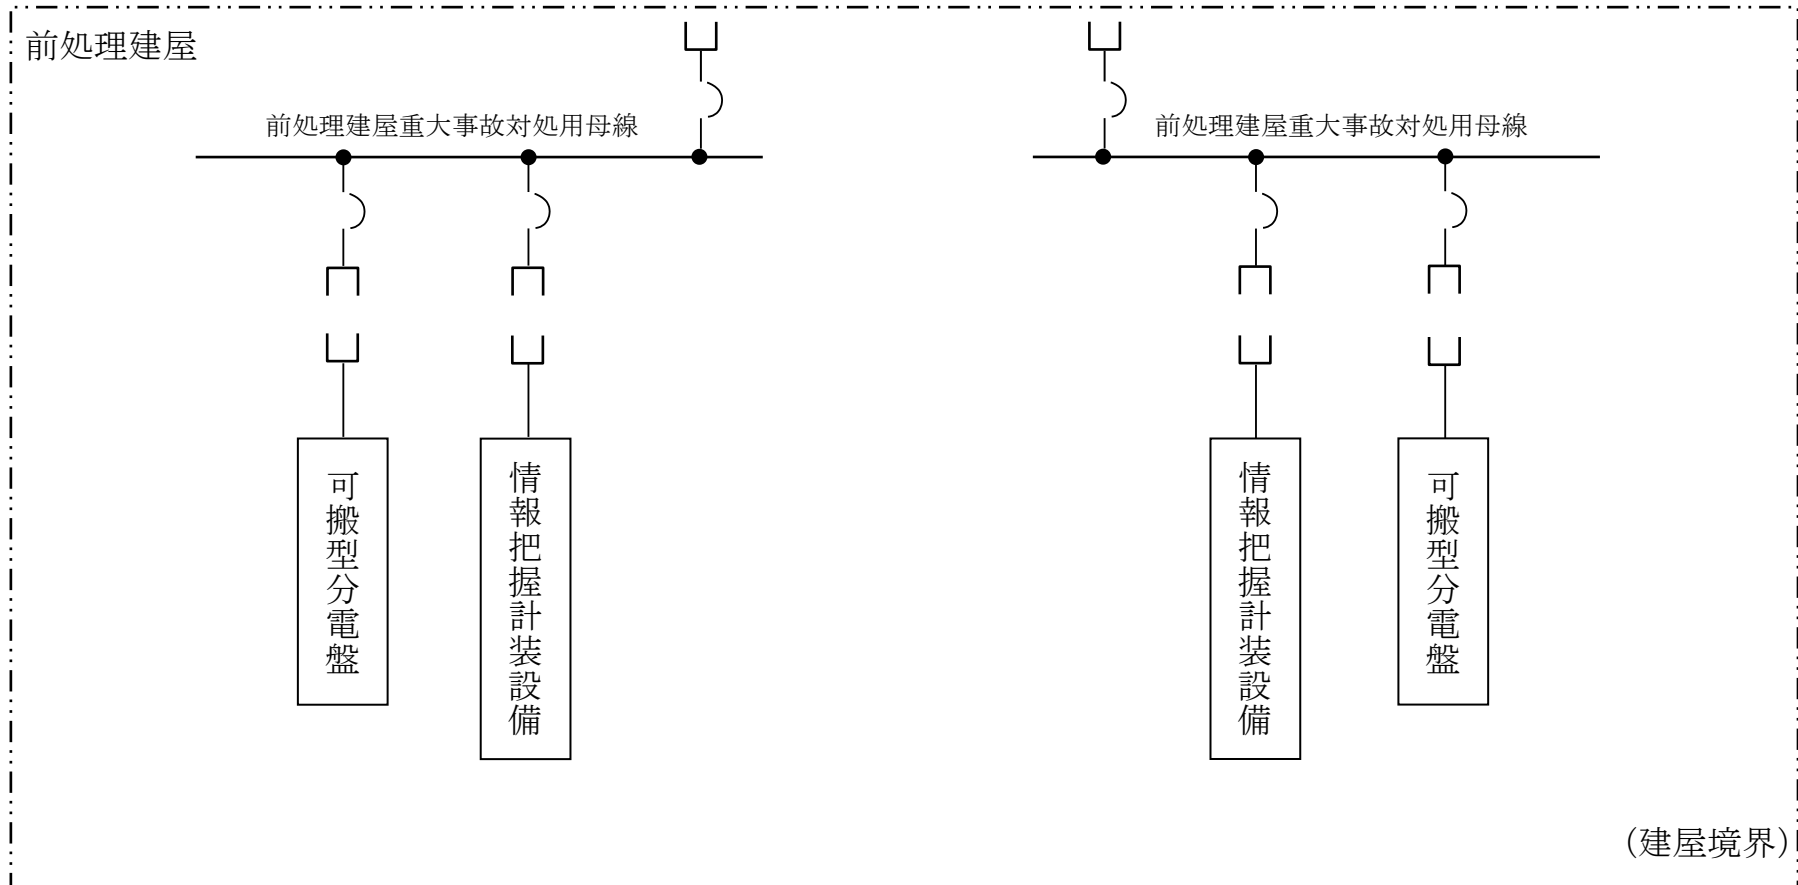 前処理建屋
前処理建屋重大事故対処用母線
前処理建屋重大事故対処用母線
可搬型分電盤
情報把握計装設備
情報把握計装設備
可搬型分電盤
（建屋境界）